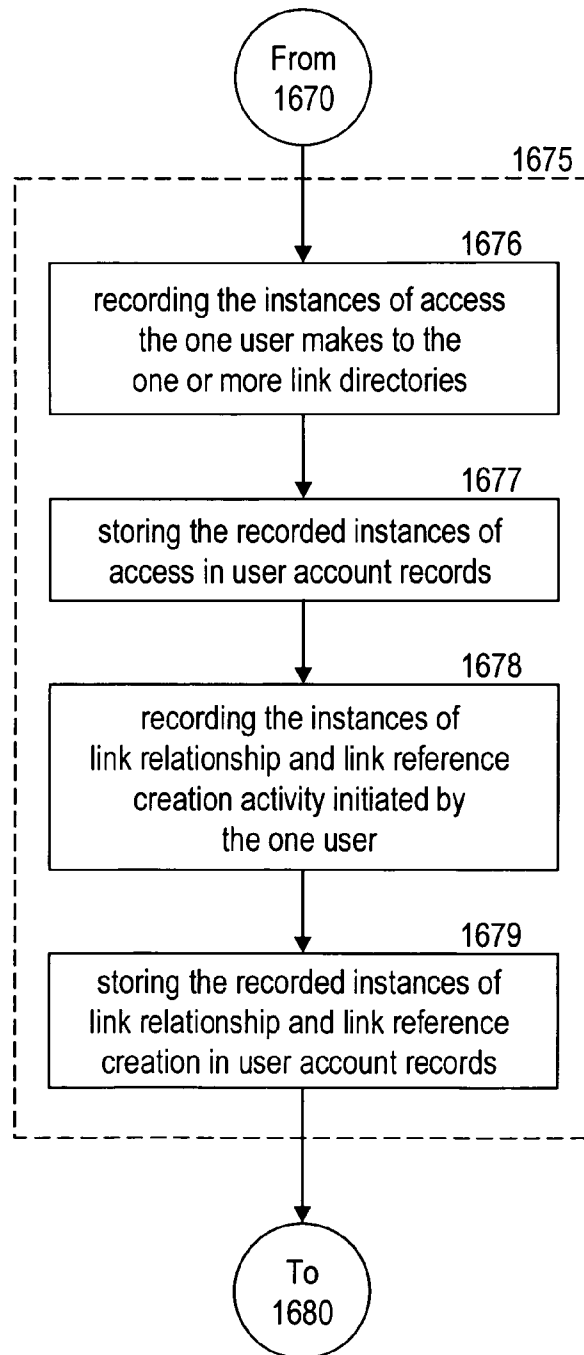 From
1670
1675
1676
recording the instances of access
the one user makes to the
one or more link directories
1677
storing the recorded instances of
access in user account records
1678
recording the instances of
link relationship and link reference
creation activity initiated by
the one user
1679
storing the recorded instances of
link relationship and link reference
creation in user account records
To
1680